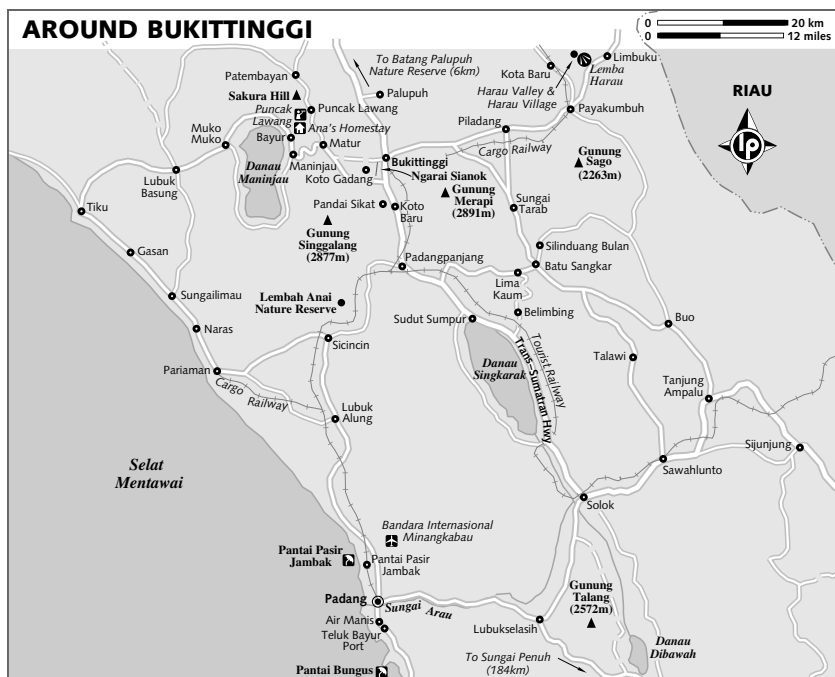 AROUND BUKITTINGGI
0 20 km
0 12 miles
To Batang Palupuh
Nature Reserve (6km)
Kota Baru
Limbuku
Lemba
Harau
Harau Valley &
Harau Village
RIAU
Patembayan
Palupuh
Sakura Hill
Puncak
Lawang
Puncak Lawang
Payakumbuh
Piladang
Ana's Homestay
Muko
Muko
Bayur
Matur
Cargo Railway
Gunung
Sago
(2263m)
lp
Bukittinggi
Maninjau
Danau
Maninjau
Koto Gadang
Ngarai Sianok
Lubuk
Basung
Gunung
Merapi
(2891m)
Tiku
Pandai Sikat
Koto
Baru
Sungai
Tarab
Gunung
Singgalang
(2877m)
Silinduang Bulan
Gasan
Padangpanjang
Batu Sangkar
Lima
Kaum
Sungailimau
Lembah Anai
Nature Reserve
Belimbing
Buo
Sudut Sumpur
Naras
Sicincin
Trans-Sumatran Hwy
Tourist Railway
Talawi
Danau
Singkarak
Pariaman
Cargo Railway
Tanjung
Ampalu
Lubuk
Alung
Sijunjung
Selat
Mentawai
Sawahlunto
Solok
Bandara Internasional
Minangkabau
Pantai Pasir
Jambak
Pantai Pasir
Jambak
Gunung
Talang
(2572m)
Padang
Sungai Arau
Air Manis
Lubukselasih
Teluk Bayur
Port
Danau
Dibawah
To Sungai Penuh
(184km)
Pantai Bungus